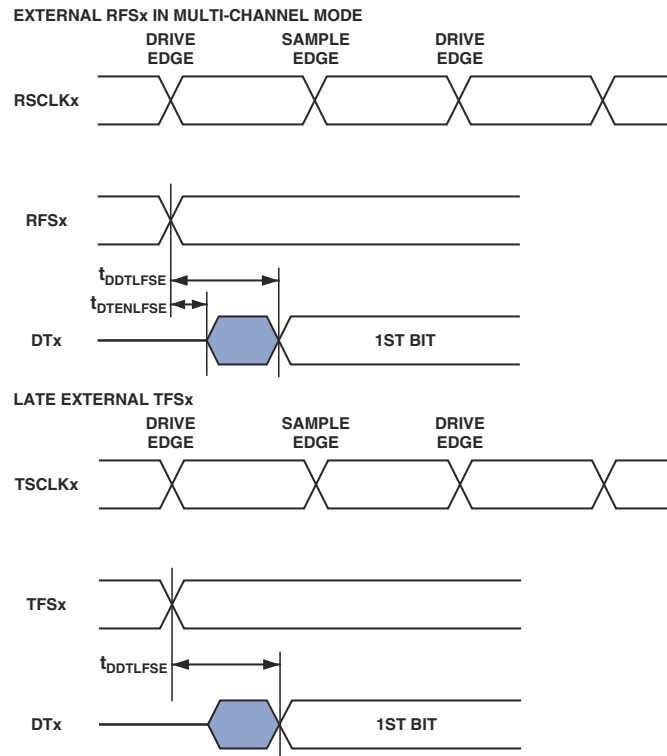 EXTERNAL RFSx IN MULTI-CHANNEL MODE
DRIVE EDGE
SAMPLE EDGE
DRIVE EDGE
RSCLKx
RFSx
tDDTLFSE
tDTENLFSE
DTx
1ST BIT
LATE EXTERNAL TFSx
DRIVE EDGE
SAMPLE EDGE
DRIVE EDGE
TSCLKx
TFSx
tDDTLFSE
DTx
1ST BIT